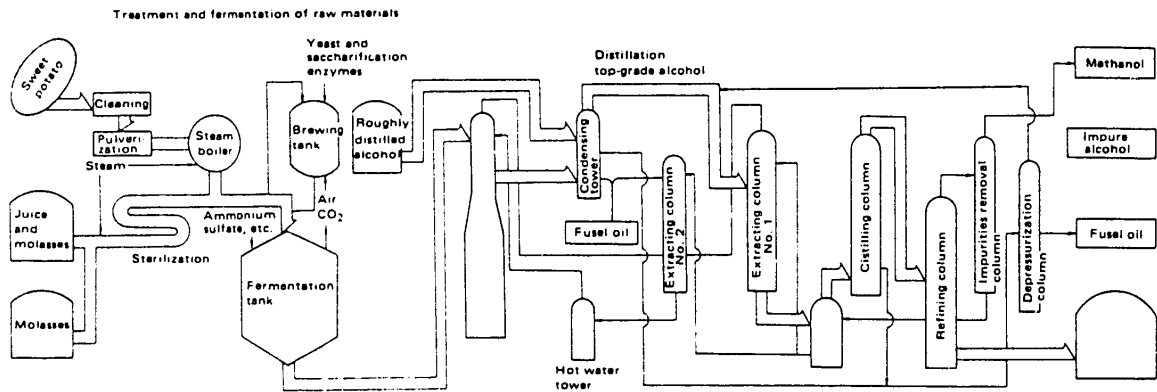 Treatment and fermentation of raw materials
Sweet
potato
Cleaning
Pulveri-
zation
Steam
Steam
boiler
Yeast and
saccharification
enzymes
Brewing
tank
Roughly
distilled
alcohol
Juice
and
molasses
Ammonium
sulfate, etc.
Air
CO2
Sterilization
Fermentation
tank
Molasses
Distillation
top-grade alcohol
Condensing
tower
Fusel oil
Extracting column
No. 2
Hot water
tower
Extracting column
No. 1
Cistilling column
Refining column
Impurities removal
column
Depressurization
column
Methanol
Impure
alcohol
Fusel oil